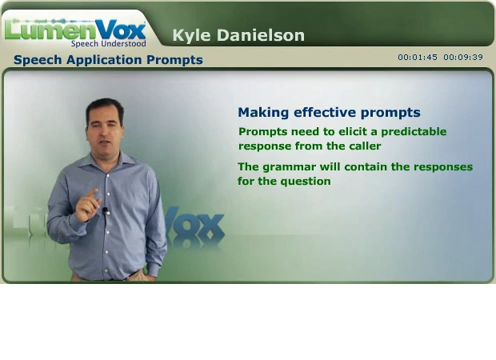 LumenVox
Speech Understood
Kyle Danielson
Speech Application Prompts
00:01:45 00:09:39
Making effective prompts
Prompts need to elicit a predictable
response from the caller
The grammar will contain the responses
for the question
Vox